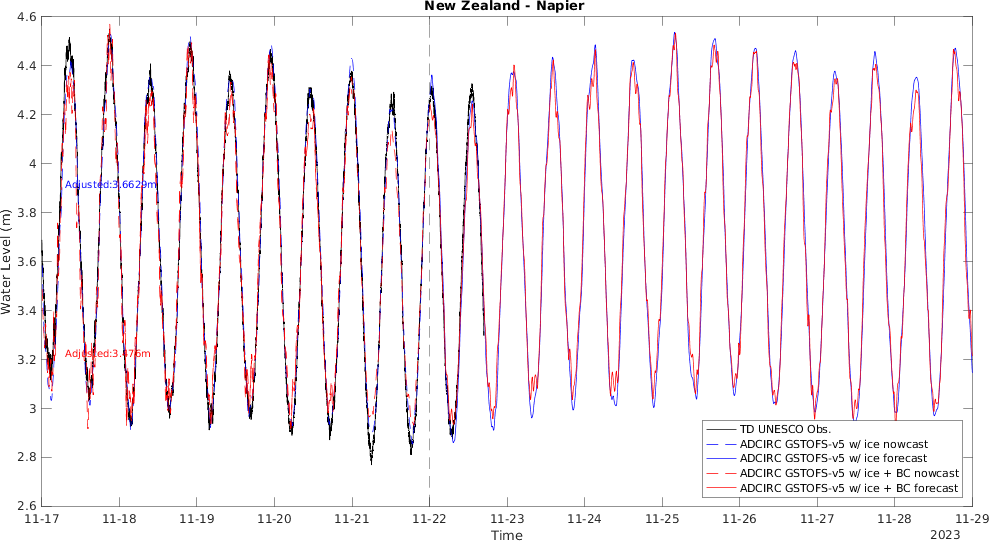 New Zealand - Napier
4.6
4.4
4.2
4
3.8
3.6
3.4
3.2
3
2.8
2.6
Water Level (m)
Adjusted:3.6629m
Adjusted:3.476m
TD UNESCO Obs.
ADCIRC GSTOFS-v5 w/ ice nowcast
ADCIRC GSTOFS-v5 w/ ice forecast
ADCIRC GSTOFS-v5 w/ ice + BC nowcast
ADCIRC GSTOFS-v5 w/ ice + BC forecast
11-17 11-18 11-19 11-20 11-21 11-22 11-23 11-24 11-25 11-26 11-27 11-28 11-29
Time
2023